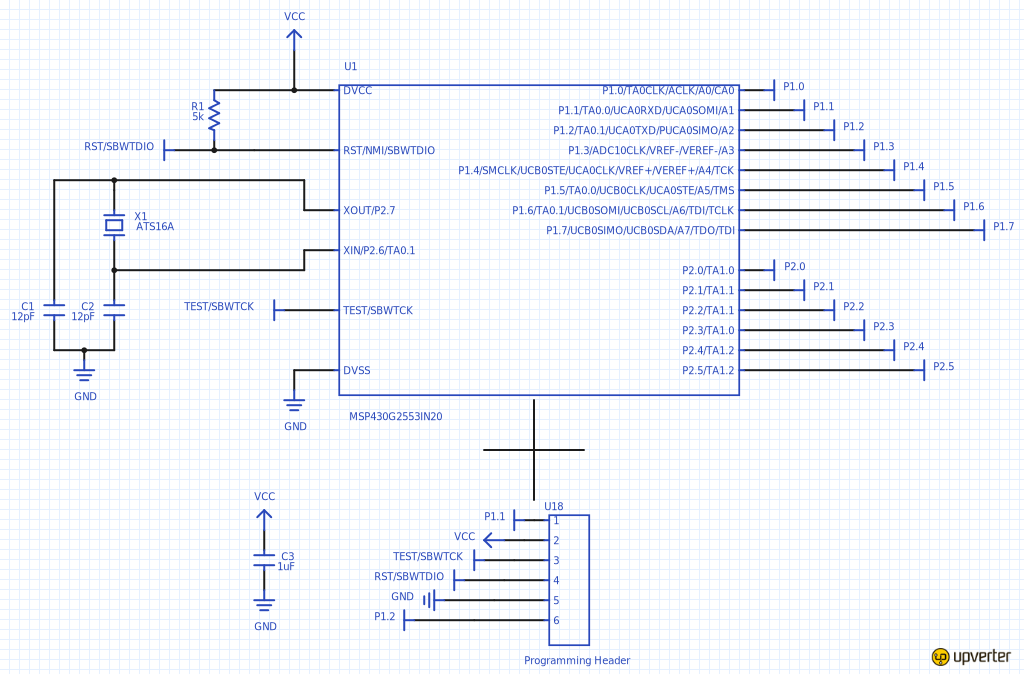 VCC
U1
R1
5k
RST/SBWTDIO
DVCC
RST/NMI/SBWTDIO
XOUT/P2.7
XIN/P2.6/TA0.1
TEST/SBWTCK
DVSS
P1.0/TA0CLK/ACLK/A0/CA0
P1.1/TA0.0/UCA0RXD/UCA0SOMI/A1
P1.2/TA0.1/UCA0TXD/PUCA0SIMO/A2
P1.3/ADC10CLK/VREF-/VEREF-/A3
P1.4/SMCLK/UCB0STE/UCA0CLK/VREF+/VEREF+/A4/TCK
P1.5/TA0.0/UCB0CLK/UCA0STE/A5/TMS
P1.6/TA0.1/UCB0SOMI/UCB0SCL/A6/TDI/TCLK
P1.7/UCB0SIMO/UCB0SDA/A7/TDO/TDI
P2.0/TA1.0
P2.1/TA1.1
P2.2/TA1.1
P2.3/TA1.0
P2.4/TA1.2
P2.5/TA1.2
P1.0
P1.1
P1.2
P1.3
P1.4
P1.5
P1.6
P1.7
P2.0
P2.1
P2.2
P2.3
P2.4
P2.5
X1
ATS16A
C1
12pF
C2
12pF
TEST/SBWTCK
GND
GND
MSP430G2553IN20
VCC
C3
1uF
GND
U18
P1.1
VCC
TEST/SBWTCK
RST/SBWTDIO
GND
P1.2
1
2
3
4
5
6
Programming Header
upverter